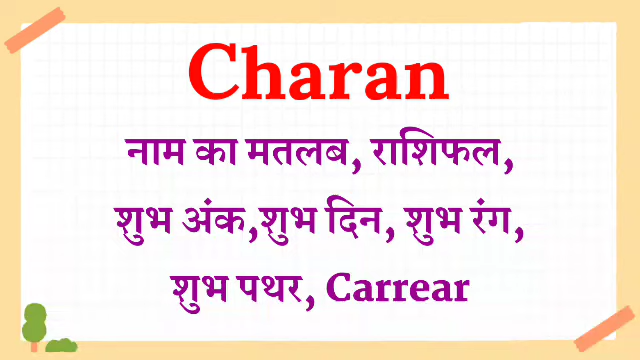 Charan
नाम का मतलब, राशिफल,
शुभ अंक,शुभ दिन, शुभ रंग,
शुभ पथर, Carrear